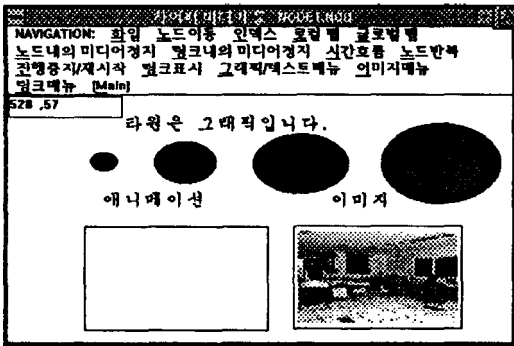 NODE1.NOD
NAVIGATION: 화일 노드이동 인덱스 로컬맵 글로벌맵
노드내의 미디어정지 링크내의 미디어정지 시간흐름 노드반복
진행중지/재시작 링크표시 그래픽/텍스트메뉴 이미지메뉴
링크메뉴 [Main]
528 ,57
타원은 그래픽입니다.
애니메이션 이미지